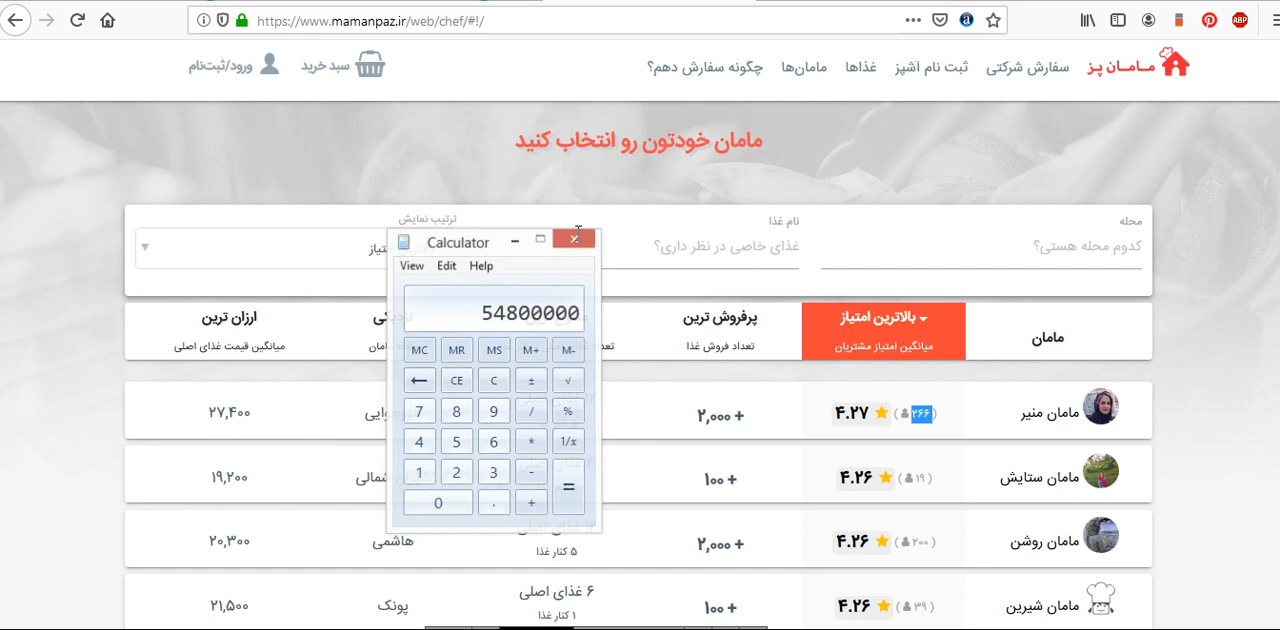 https://www.mamanpaz.ir/web/chef/#!/
مـامـان پـز
سفارش شرکتی
ثبت نام آشپز
غذاها
مامان‌ها
چگونه سفارش دهم؟
سبد خرید
ورود/ثبت‌نام
مامان خودتون رو انتخاب کنید
محله
کدوم محله هستی؟
نام غذا
غذای خاصی در نظر داری؟
ترتیب نمایش
Calculator
View Edit Help
54800000
MC MR MS M+ M-
← CE C ± √
7 8 9 / %
4 5 6 * 1/x
1 2 3 - =
0 . +
مامان
بالاترین امتیاز
میانگین امتیاز مشتریان
پرفروش ترین
تعداد فروش غذا
ارزان ترین
میانگین قیمت غذای اصلی
مامان منیر
۴.۲۷ (۲۶۶)
۲,۰۰۰ +
۲۷,۴۰۰
مامان ستایش
۴.۲۶ (۱۹)
۱۰۰ +
۱۹,۲۰۰
مامان روشن
۴.۲۶ (۲۰۰)
۲,۰۰۰ +
۱۲ غذای اصلی
۵ کنار غذا
هاشمی
۲۰,۳۰۰
مامان شیرین
۴.۲۶ (۳۹)
۱۰۰ +
۶ غذای اصلی
۱ کنار غذا
پونک
۲۱,۵۰۰